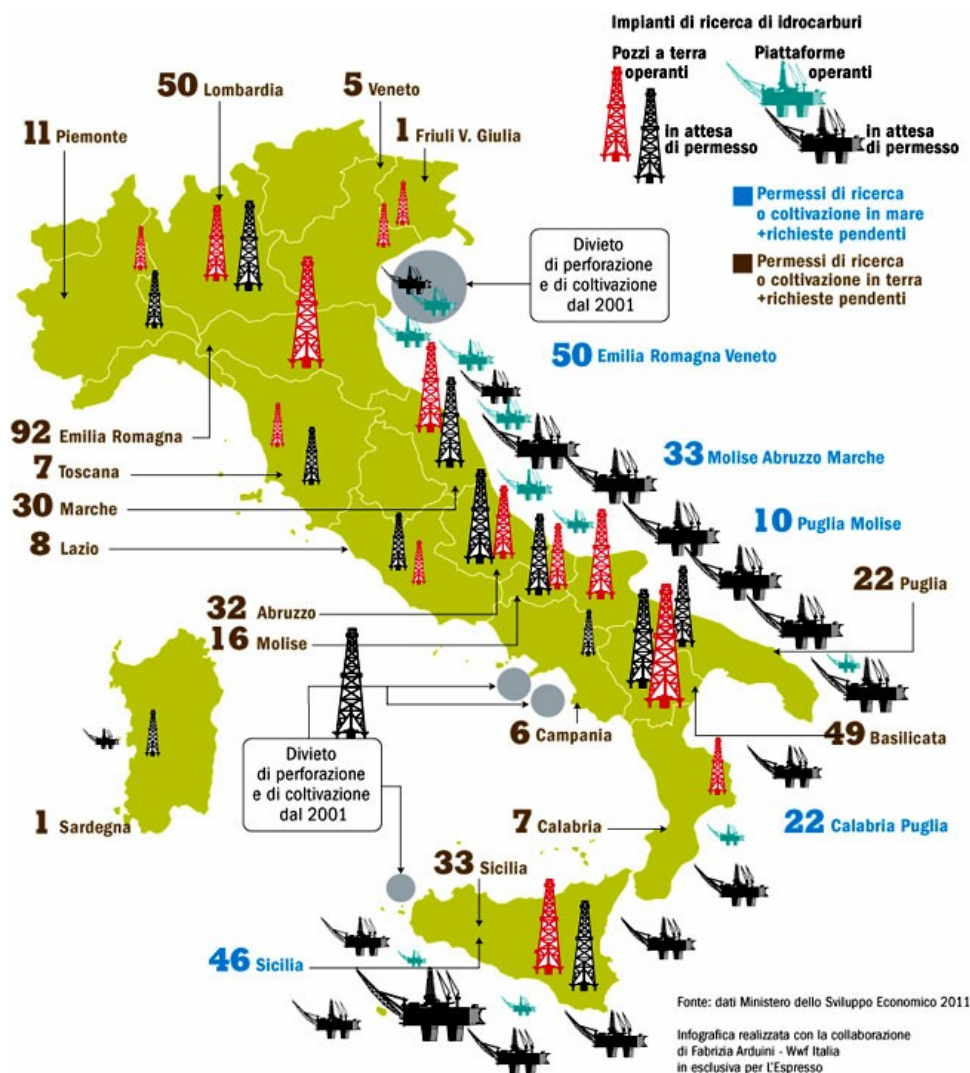 Impianti di ricerca di idrocarburi
Pozzi a terra
operanti
Piattaforme
operanti
in attesa
di permesso
in attesa
di permesso
Permessi di ricerca
o coltivazione in mare
+richieste pendenti
Permessi di ricerca
o coltivazione in terra
+richieste pendenti
50 Lombardia
5 Veneto
11 Piemonte
1 Friuli V. Giulia
Divieto
di perforazione
e di coltivazione
dal 2001
50 Emilia Romagna Veneto
92 Emilia Romagna
7 Toscana
30 Marche
8 Lazio
33 Molise Abruzzo Marche
10 Puglia Molise
22 Puglia
32 Abruzzo
16 Molise
6 Campania
49 Basilicata
Divieto
di perforazione
e di coltivazione
dal 2001
1 Sardegna
7 Calabria
22 Calabria Puglia
33 Sicilia
46 Sicilia
Fonte: dati Ministero dello Sviluppo Economico 2011
Infografica realizzata con la collaborazione
di Fabrizia Arduini - Wwf Italia
in esclusiva per L'Espresso